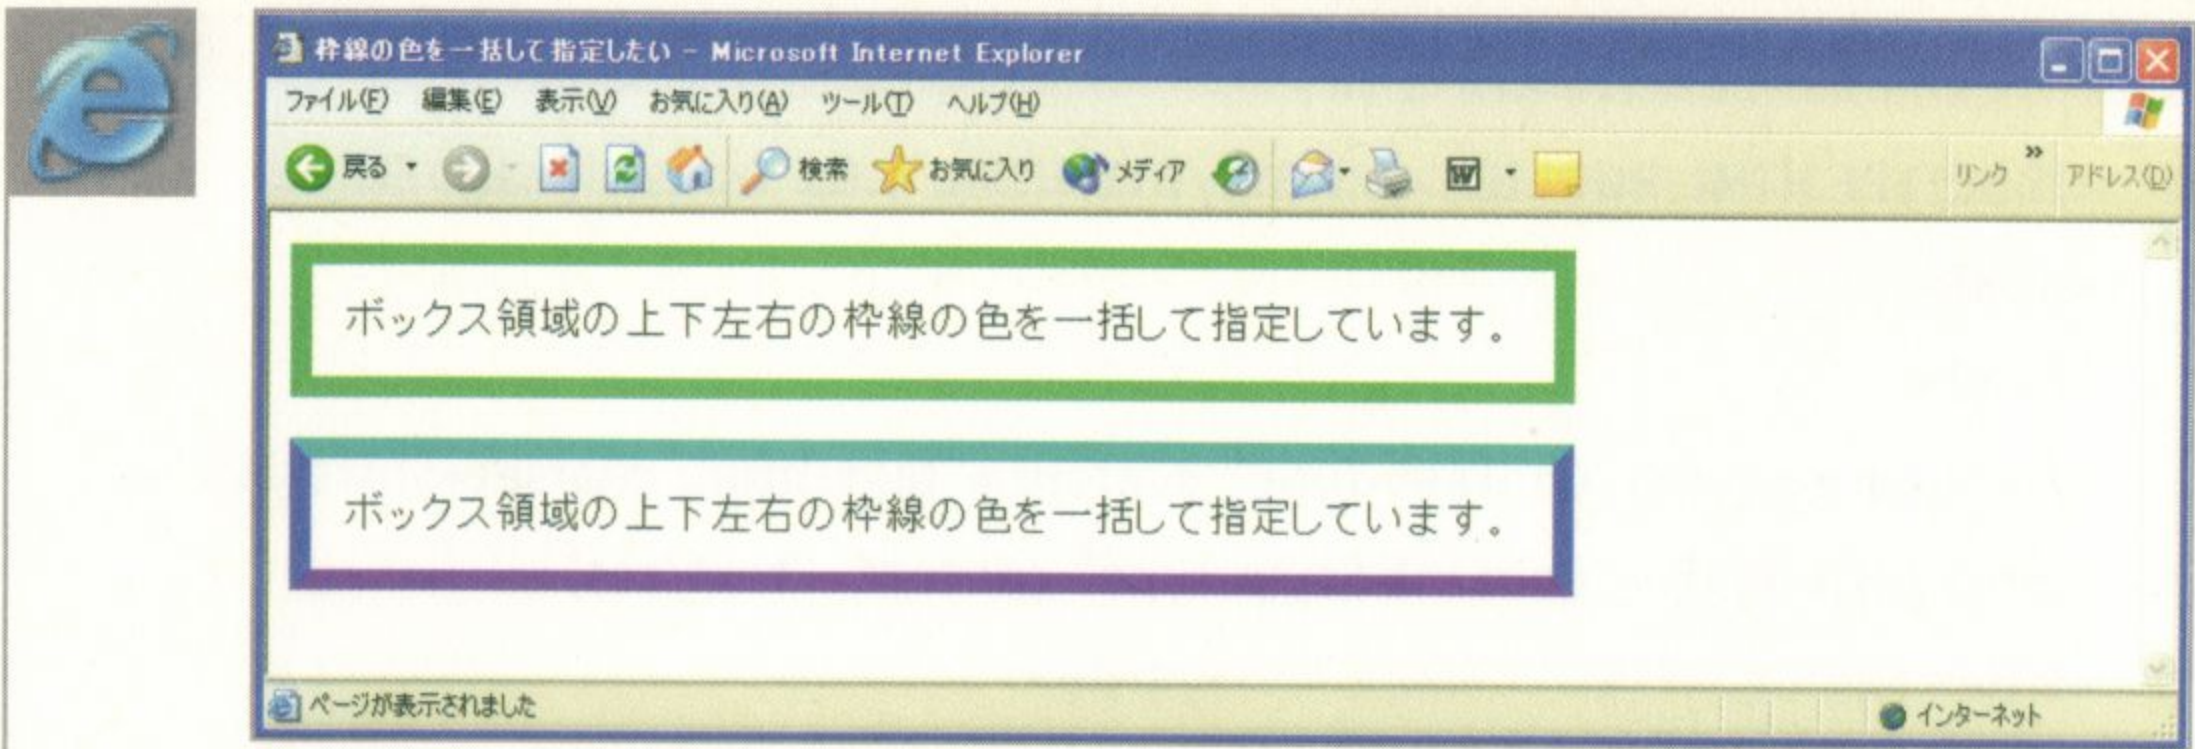 枠線の色を一括して指定したい - Microsoft Internet Explorer
ファイル(F) 編集(E) 表示(V) お気に入り(A) ツール(T) ヘルプ(H)
戻る 検索 お気に入り メディア リンク » アドレス(D)
ボックス領域の上下左右の枠線の色を一括して指定しています。
ボックス領域の上下左右の枠線の色を一括して指定しています。
ページが表示されました インターネット